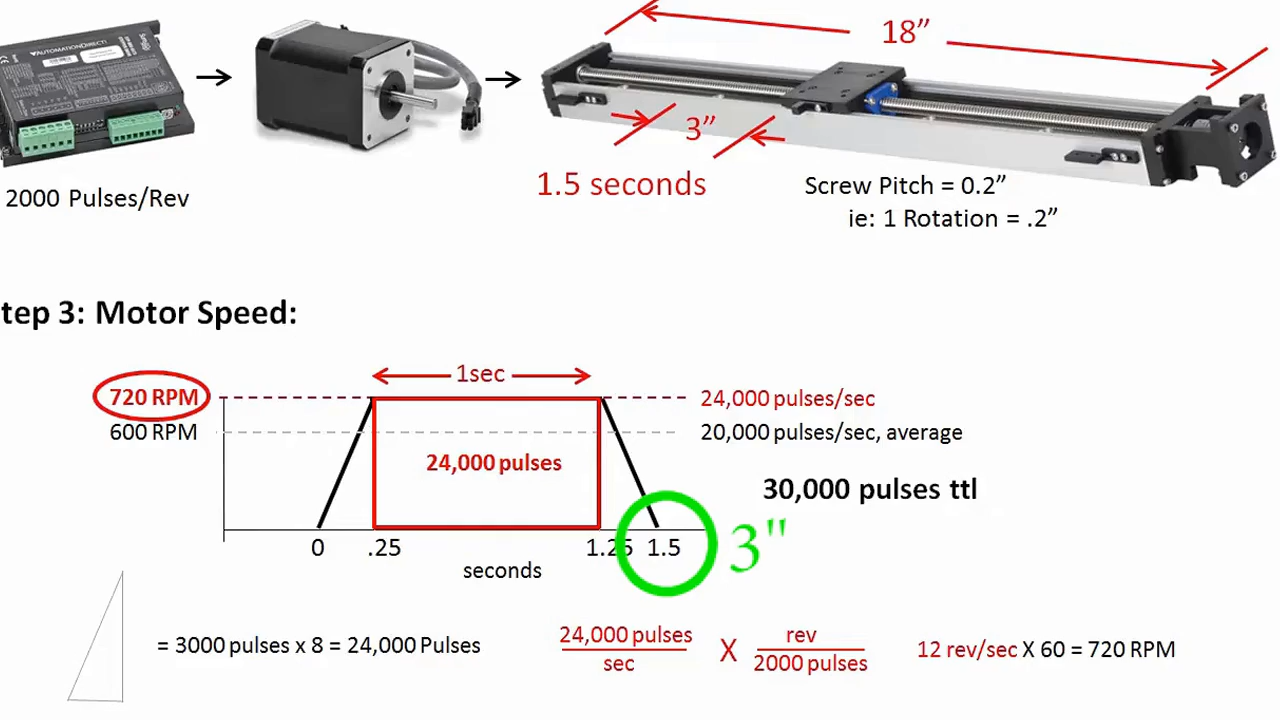 AUTOMATIONDIRECT
18”
3”
1.5 seconds
2000 Pulses/Rev
Screw Pitch = 0.2”
ie: 1 Rotation = .2”
tep 3: Motor Speed:
1sec
720 RPM
24,000 pulses/sec
600 RPM
20,000 pulses/sec, average
24,000 pulses
30,000 pulses ttl
0
.25
1.25
1.5
3"
seconds
= 3000 pulses x 8 = 24,000 Pulses
24,000 pulses
sec
X
rev
2000 pulses
12 rev/sec X 60 = 720 RPM